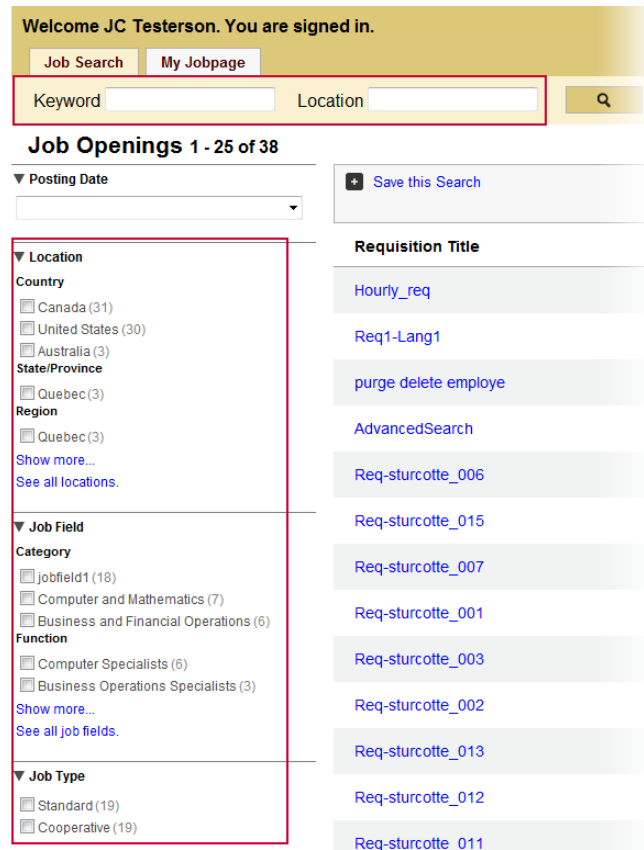 Welcome JC Testerson. You are signed in.
Job Search My Jobpage
Keyword Location
Job Openings 1 - 25 of 38
Posting Date
Location
Country
Canada (31)
United States (30)
Australia (3)
State/Province
Quebec (3)
Region
Quebec (3)
Show more...
See all locations.
Job Field
Category
jobfield1 (18)
Computer and Mathematics (7)
Business and Financial Operations (6)
Function
Computer Specialists (6)
Business Operations Specialists (3)
Show more...
See all job fields.
Job Type
Standard (19)
Cooperative (19)
Save this Search
Requisition Title
Hourly_req
Req1-Lang1
purge delete employe
AdvancedSearch
Req-sturcotte_006
Req-sturcotte_015
Req-sturcotte_007
Req-sturcotte_001
Req-sturcotte_003
Req-sturcotte_002
Req-sturcotte_013
Req-sturcotte_012
Req-sturcotte_011